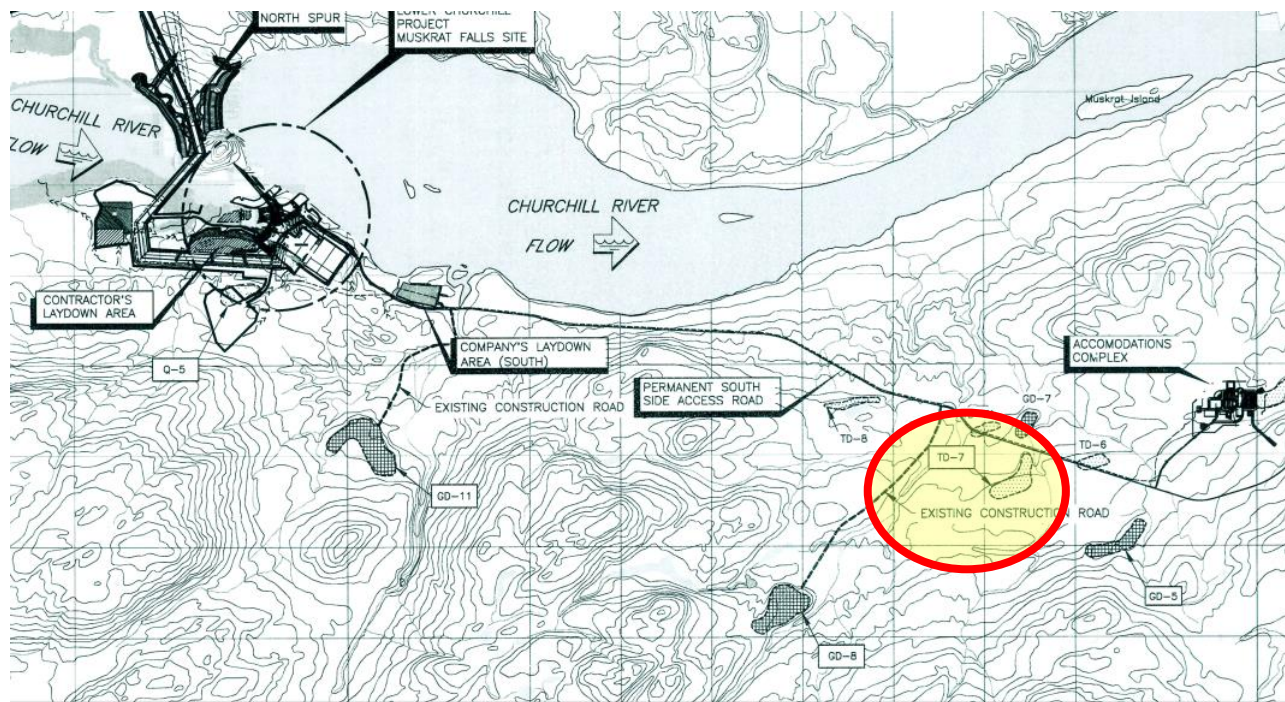 NORTH SPUR
LOWER CHURCHILL
PROJECT
MUSKRAT FALLS SITE
CHURCHILL RIVER
FLOW
Muskrat Island
CHURCHILL RIVER
FLOW
CONTRACTOR'S
LAYDOWN AREA
COMPANY'S LAYDOWN
AREA (SOUTH)
ACCOMODATIONS
COMPLEX
Q-5
PERMANENT SOUTH
SIDE ACCESS ROAD
EXISTING CONSTRUCTION ROAD
GD-7
TD-8
TD-7
TD-6
GD-11
EXISTING CONSTRUCTION ROAD
GD-5
GD-8